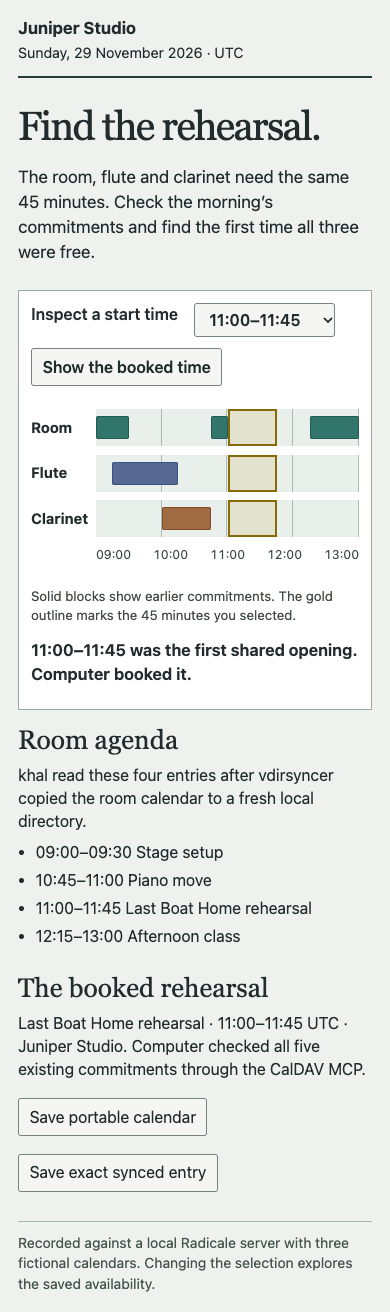 Juniper Studio
Sunday, 29 November 2026 · UTC
Find the rehearsal.
The room, flute and clarinet need the same
45 minutes. Check the morning’s
commitments and find the first time all three
were free.
Inspect a start time
11:00–11:45
Show the booked time
Room
Flute
Clarinet
09:00 10:00 11:00 12:00 13:00
Solid blocks show earlier commitments. The gold
outline marks the 45 minutes you selected.
11:00–11:45 was the first shared opening.
Computer booked it.
Room agenda
khal read these four entries after vdirsyncer
copied the room calendar to a fresh local
directory.
• 09:00–09:30 Stage setup
• 10:45–11:00 Piano move
• 11:00–11:45 Last Boat Home rehearsal
• 12:15–13:00 Afternoon class
The booked rehearsal
Last Boat Home rehearsal · 11:00–11:45 UTC ·
Juniper Studio. Computer checked all five
existing commitments through the CalDAV MCP.
Save portable calendar
Save exact synced entry
Recorded against a local Radicale server with three
fictional calendars. Changing the selection explores
the saved availability.